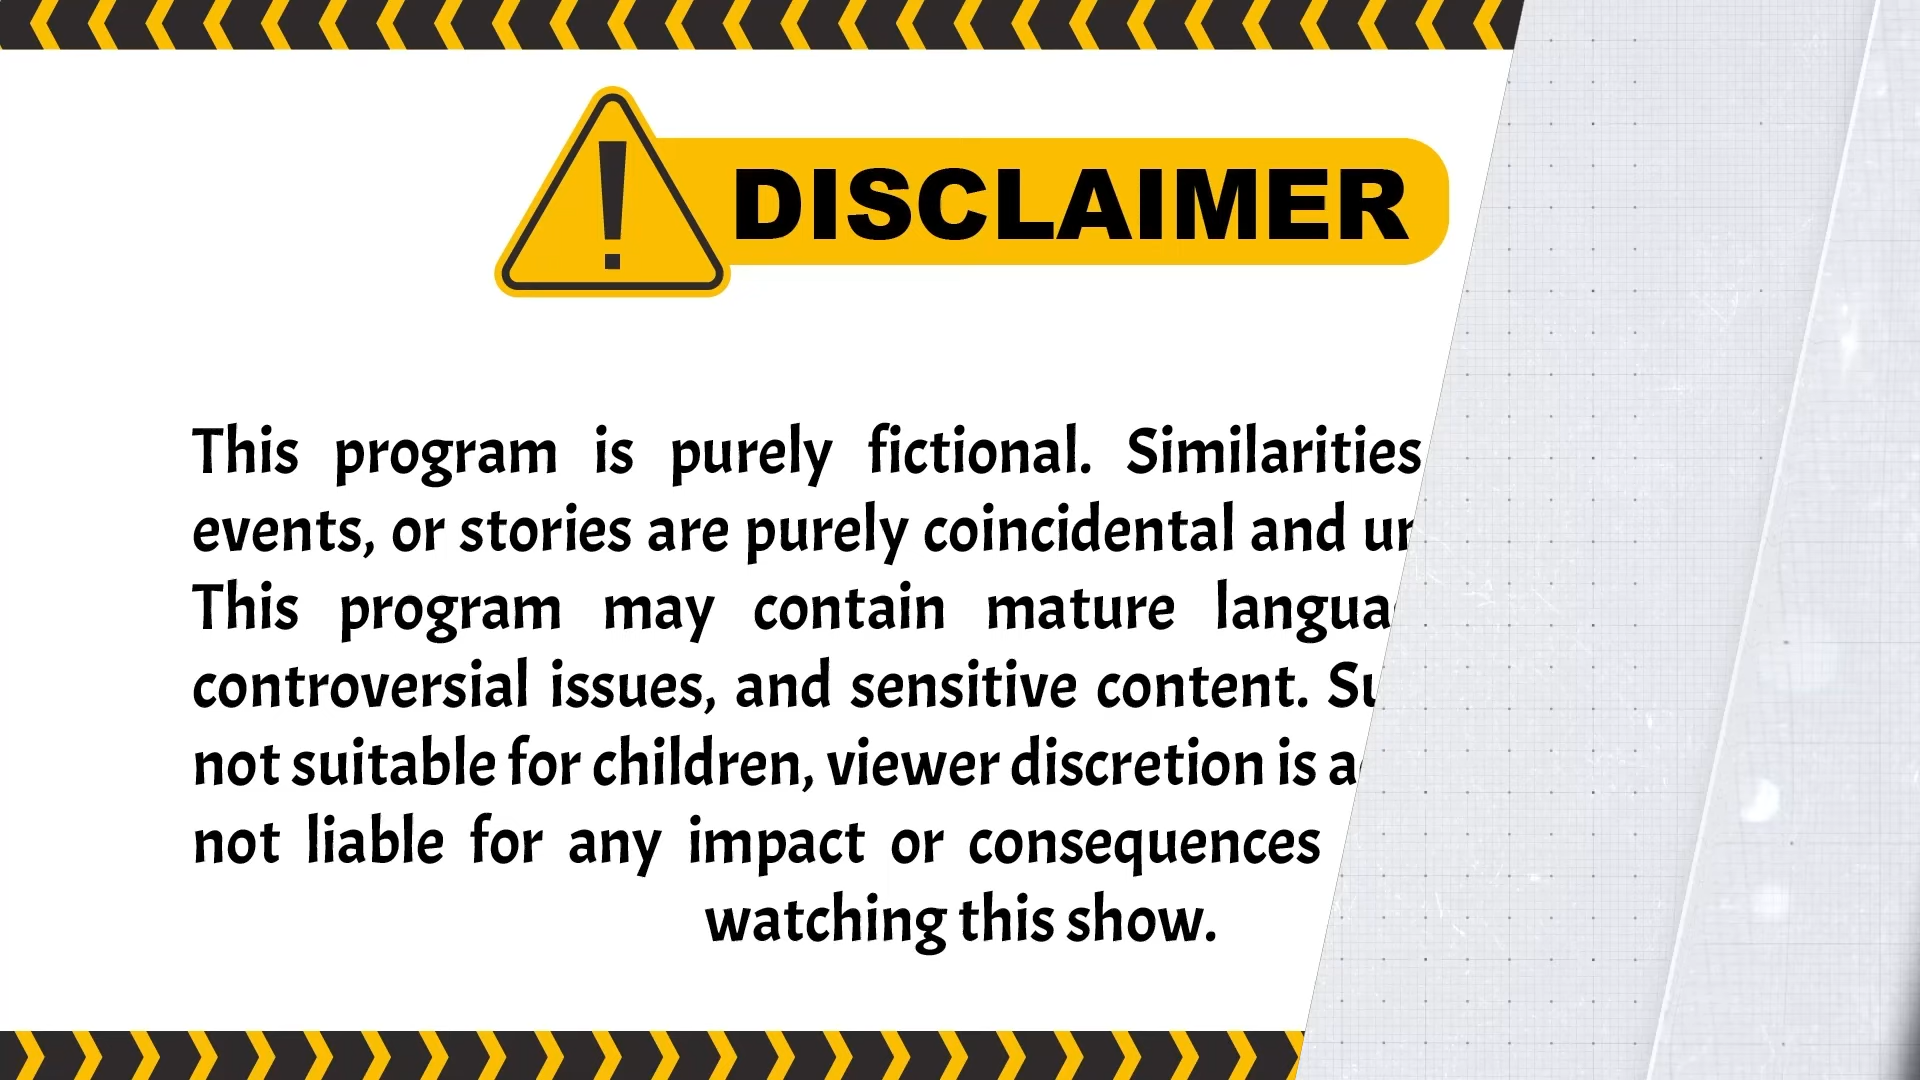 DISCLAIMER
This program is purely fictional. Similarities
events, or stories are purely coincidental and
This program may contain mature
controversial issues, and sensitive content.
not suitable for children, viewer discretion is
not liable for any impact or consequences
watching this show.